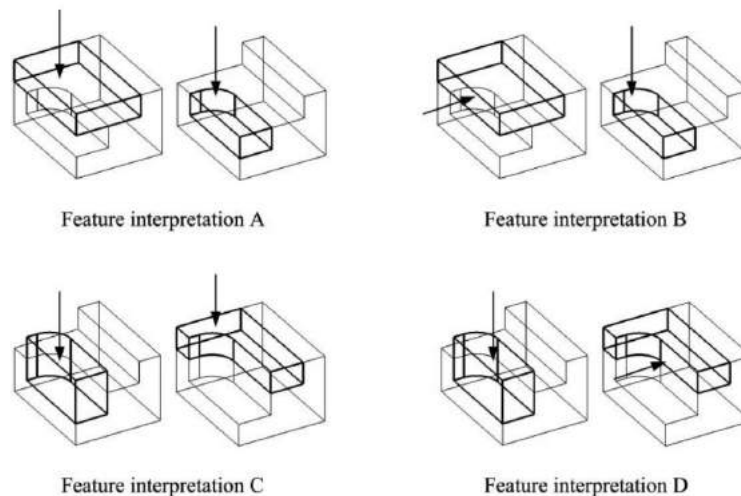 Feature interpretation A
Feature interpretation B
Feature interpretation C
Feature interpretation D